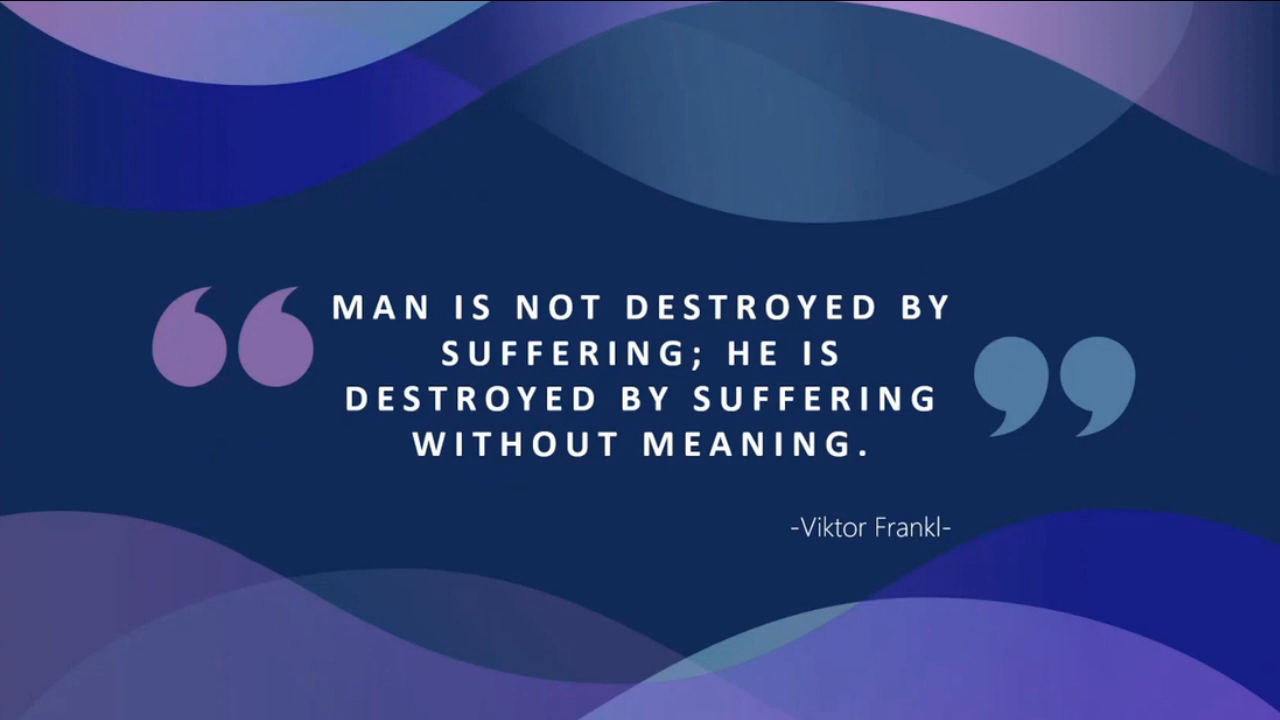 “ MAN IS NOT DESTROYED BY
SUFFERING; HE IS
DESTROYED BY SUFFERING
WITHOUT MEANING. ”
-Viktor Frankl-